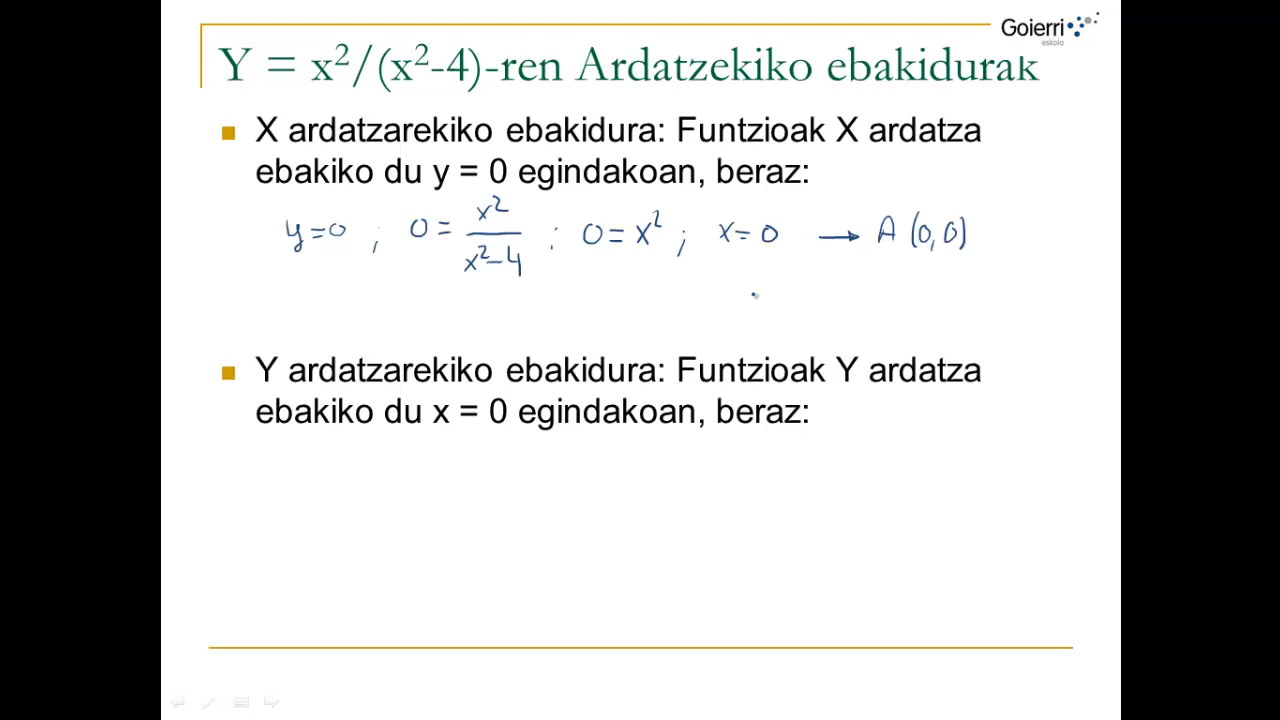 Goierri
eskola
Y = x²/(x²-4)-ren Ardatzekiko ebakidurak
X ardatzarekiko ebakidura: Funtzioak X ardatza
ebakiko du y = 0 egindakoan, beraz:
y=0 ; 0 = x²/(x²-4) : 0 = x² ; x=0 → A (0,0)
Y ardatzarekiko ebakidura: Funtzioak Y ardatza
ebakiko du x = 0 egindakoan, beraz: